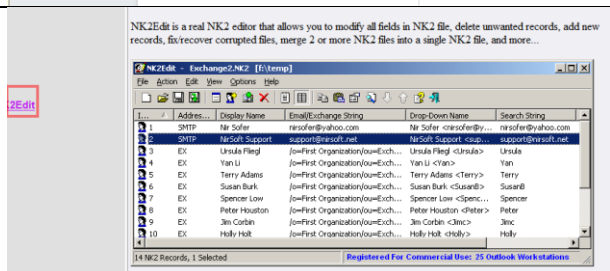 NK2Edit is a real NK2 editor that allows you to modify all fields in NK2 file, delete unwanted records, add new
records, fix/recover corrupted files, merge 2 or more NK2 files into a single NK2 file, and more...
K2Edit
NK2Edit - Exchange2.NK2 [f:\temp]
File Action Edit View Options Help
I... Addres... Display Name Email/Exchange String Drop-Down Name Search String
1 SMTP Nir Sofer nirsofer@yahoo.com Nir Sofer <nirsofer@y... nirsofer@yahoo.com
2 SMTP NirSoft Support support@nirsoft.net NirSoft Support <sup... support@nirsoft.net
3 EX Ursula Fliegl /o=First Organization/ou=Exch... Ursula Fliegl <Ursula> Ursula
4 EX Yan Li /o=First Organization/ou=Exch... Yan Li <Yan> Yan
5 EX Terry Adams /o=First Organization/ou=Exch... Terry Adams <Terry> Terry
6 EX Susan Burk /o=First Organization/ou=Exch... Susan Burk <SusanB> SusanB
7 EX Spencer Low /o=First Organization/ou=Exch... Spencer Low <Spenc... Spencer
8 EX Peter Houston /o=First Organization/ou=Exch... Peter Houston <Peter> Peter
9 EX Jim Corbin /o=First Organization/ou=Exch... Jim Corbin <Jimc> Jimc
10 EX Holly Holt /o=First Organization/ou=Exch... Holly Holt <Holly> Holly
14 NK2 Records, 1 Selected Registered For Commercial Use: 25 Outlook Workstations